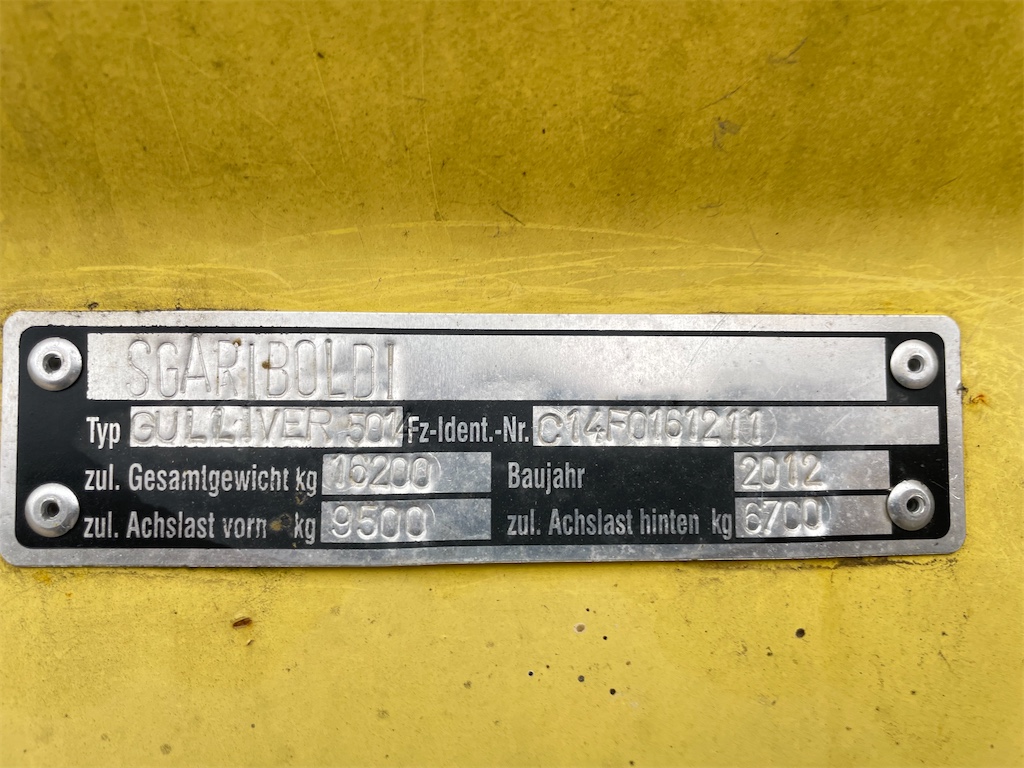 SGARIBOLDI
Typ GULLIVER 5014 Fz-Ident.-Nr. C14F0161211
zul. Gesamtgewicht kg 16200 Baujahr 2012
zul. Achslast vorn kg 9500 zul. Achslast hinten kg 6700